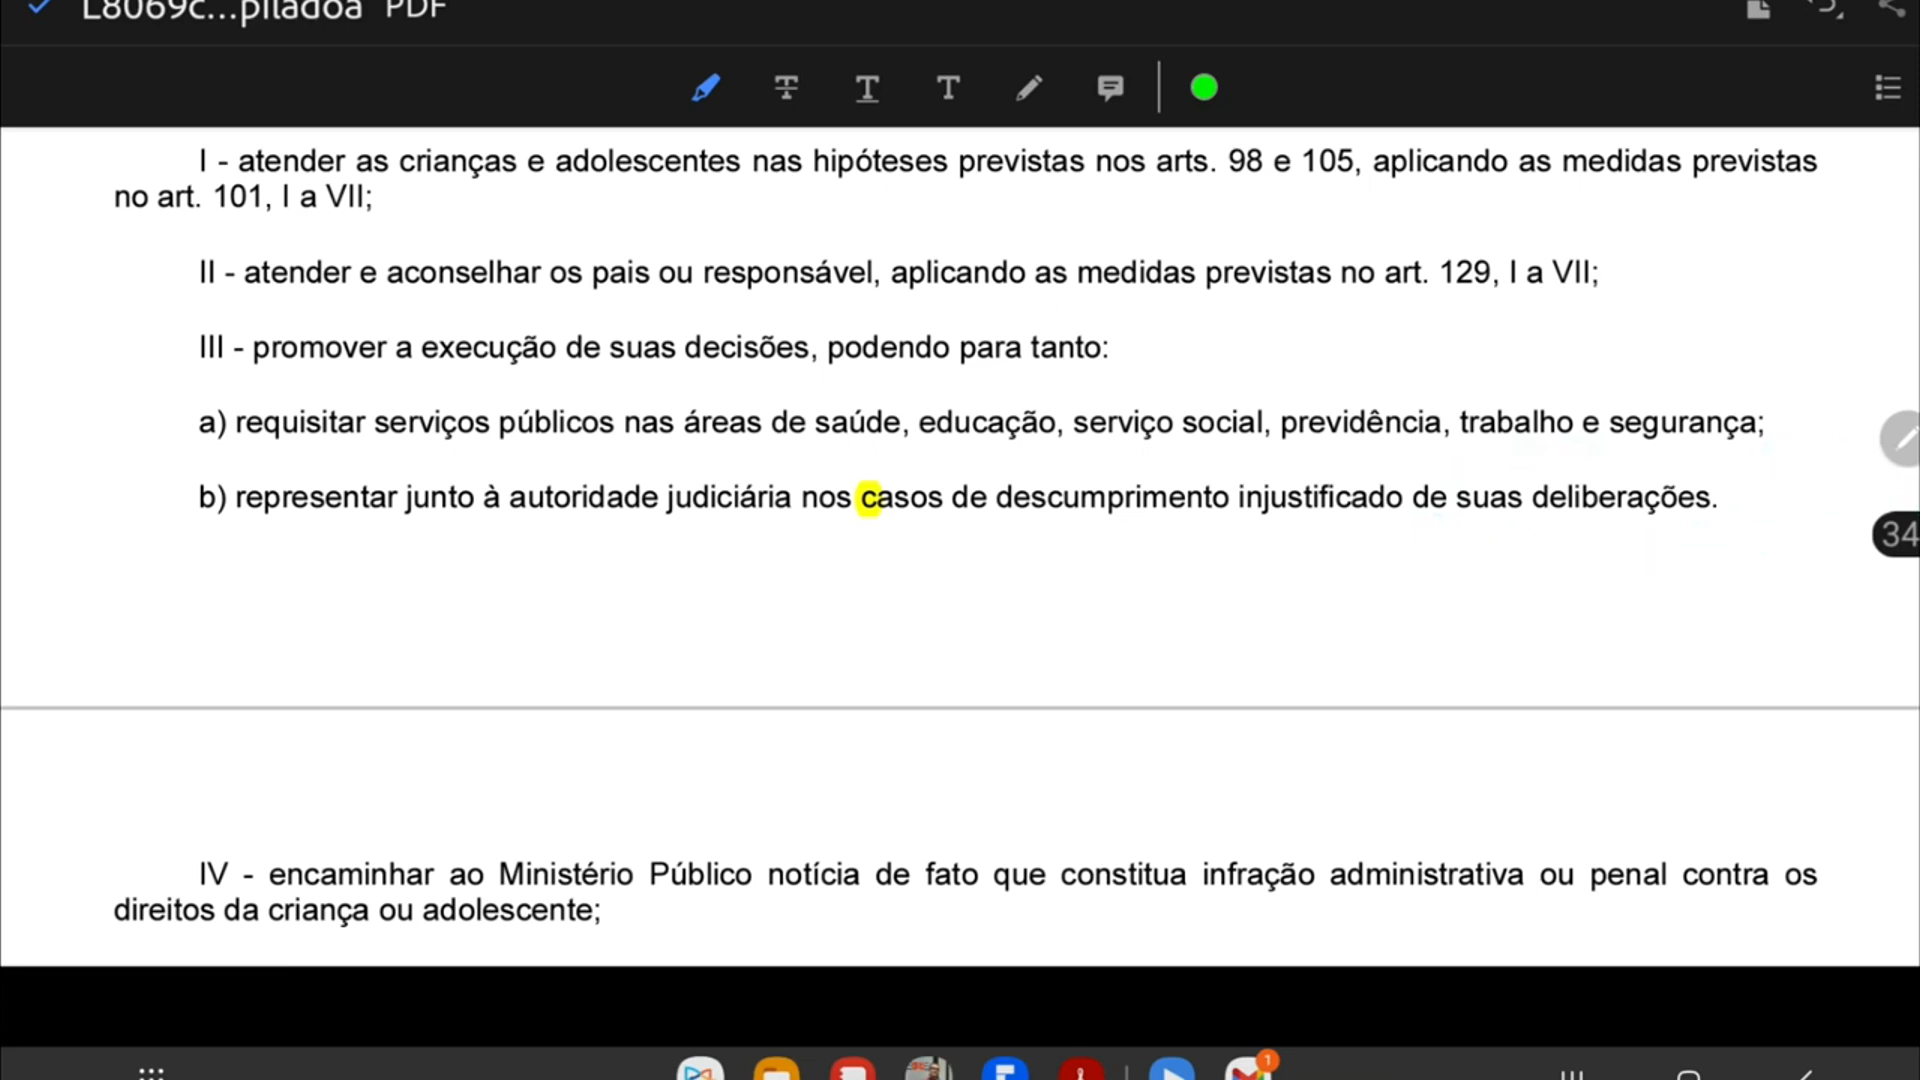 L8069c...piladoa PDF
I - atender as crianças e adolescentes nas hipóteses previstas nos arts. 98 e 105, aplicando as medidas previstas
no art. 101, I a VII;
II - atender e aconselhar os pais ou responsável, aplicando as medidas previstas no art. 129, I a VII;
III - promover a execução de suas decisões, podendo para tanto:
a) requisitar serviços públicos nas áreas de saúde, educação, serviço social, previdência, trabalho e segurança;
b) representar junto à autoridade judiciária nos casos de descumprimento injustificado de suas deliberações.
34
IV - encaminhar ao Ministério Público notícia de fato que constitua infração administrativa ou penal contra os
direitos da criança ou adolescente;
1